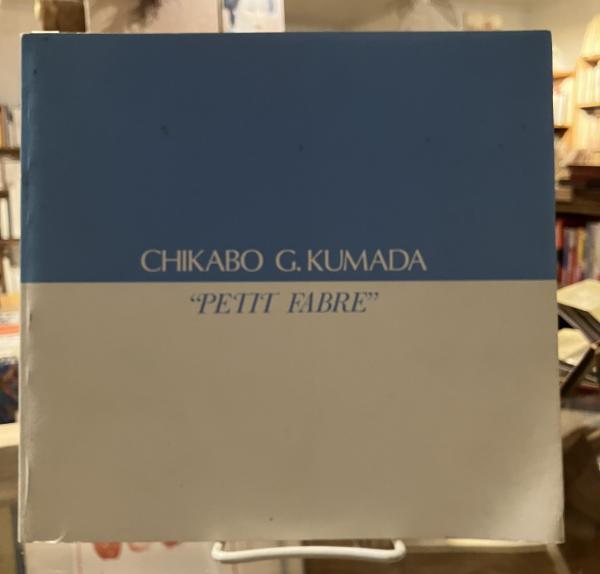 CHIKABO G. KUMADA
“PETIT FABRE”